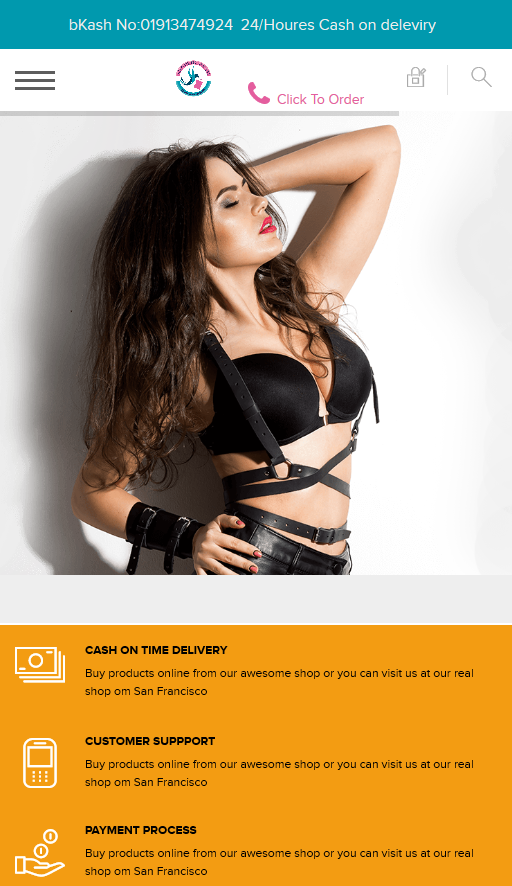 bKash No:01913474924 24/Houres Cash on deleviry
Click To Order
CASH ON TIME DELIVERY
Buy products online from our awesome shop or you can visit us at our real
shop om San Francisco
CUSTOMER SUPPPORT
Buy products online from our awesome shop or you can visit us at our real
shop om San Francisco
PAYMENT PROCESS
Buy products online from our awesome shop or you can visit us at our real
shop om San Francisco